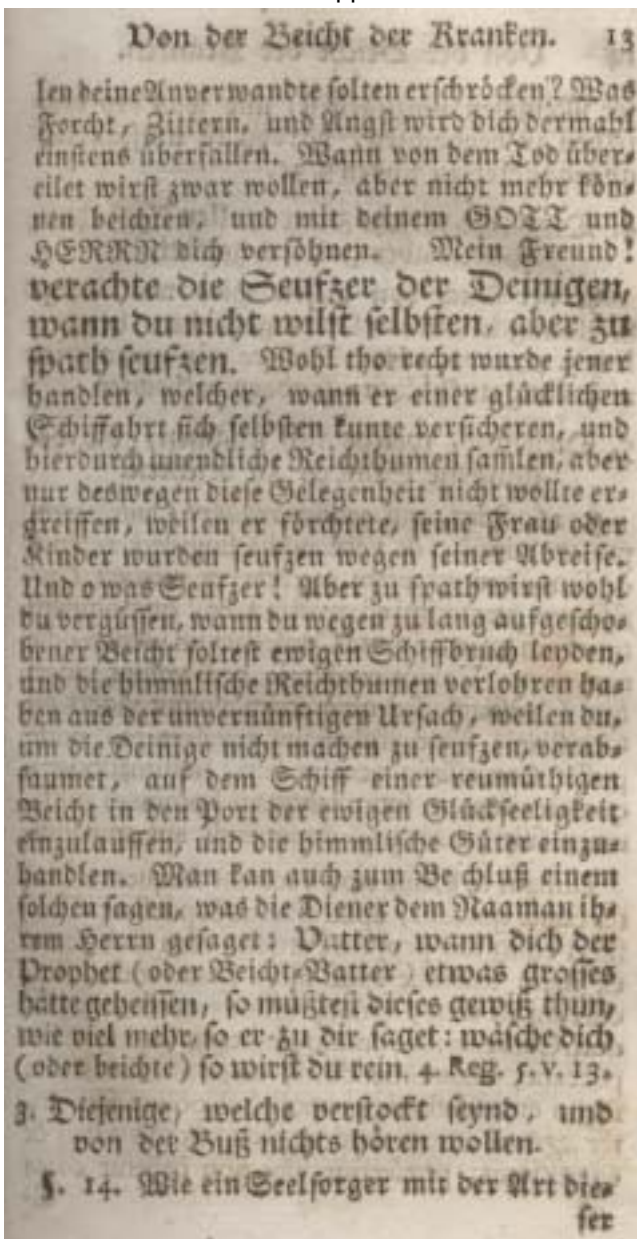 Von der Beicht der Kranken. 13
len deine Anverwandte solten erschröcken? Was
Forcht, Zittern, und Angst wird dich dermahl
einstens überfallen. Wann von dem Tod über-
eilet wirst zwar wollen, aber nicht mehr kön-
nen beichten, und mit deinem GOTT und
HERRN dich versöhnen. Mein Freund!
verachte die Seufzer der Deinigen,
wann du nicht wilst selbsten, aber zu
spath seufzen. Wohl thorecht wurde jener
handlen, welcher, wann er einer glücklichen
Schiffahrt sich selbsten kunte versicheren, und
hierdurch unendliche Reichthumen samlen, aber
nur deswegen diese Gelegenheit nicht wollte er-
greiffen, weilen er förchtete, seine Frau oder
Kinder wurden seufzen wegen seiner Abreise.
Und o was Seufzer! Aber zu spath wirst wohl
du vergüssen, wann du wegen zu lang aufgescho-
bener Beicht soltest ewigen Schiffbruch leyden,
und die himmlische Reichthumen verlohren ha-
ben aus der unvernünftigen Ursach, weilen du,
um die Deinige nicht machen zu seufzen, verab-
saumet, auf dem Schiff einer reumüthigen
Beicht in den Port der ewigen Glückseeligkeit
einzulauffen, und die himmlische Güter einzu-
handlen. Man kan auch zum Be chluß einem
solchen sagen, was die Diener dem Naaman ih-
rem Herrn gesaget: Vatter, wann dich der
Prophet (oder Beicht-Vatter) etwas grosses
hätte geheissen, so müßtest dieses gewiß thun,
wie viel mehr, so er zu dir saget: wasche dich
(oder beichte) so wirst du rein. 4. Reg. 5. v. 13.
3. Diejenige, welche verstockt seynd, und
von der Buß nichts hören wollen.
§. 14. Wie ein Seelsorger mit der Art die-
ser